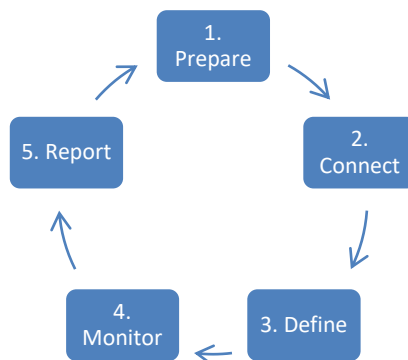 1.
Prepare
2.
Connect
3. Define
4.
Monitor
5. Report